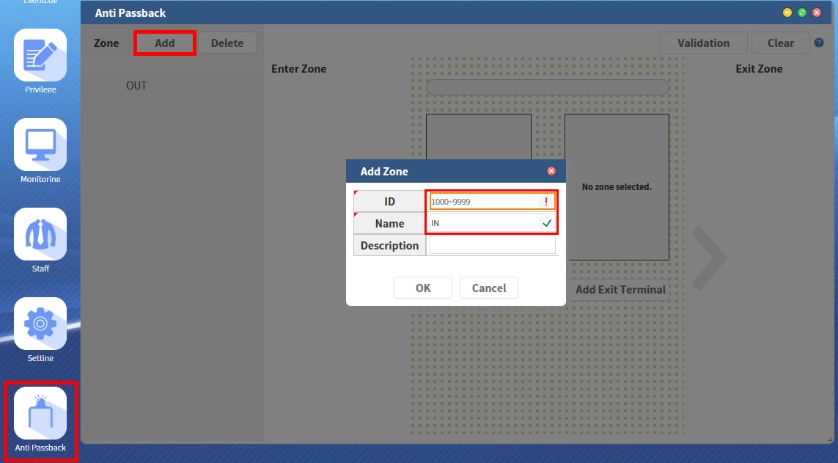 Privilege
Monitoring
Staff
Setting
Anti Passback
Anti Passback
Zone
Add
Delete
Validation
Clear
OUT
Enter Zone
Exit Zone
No zone selected.
Add Exit Terminal
Add Zone
ID
1000~9999
!
Name
IN
Description
OK
Cancel